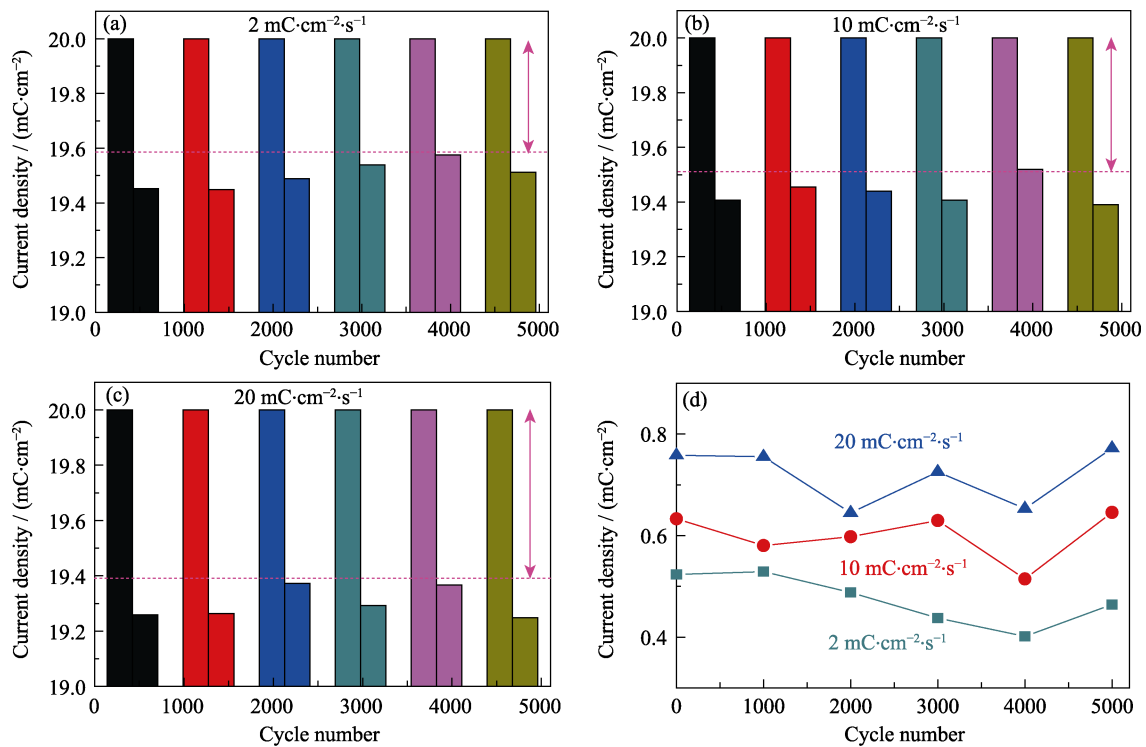 (a)
2 mC·cm⁻²·s⁻¹
20.0
19.8
19.6
19.4
19.2
19.0
Current density / (mC·cm⁻²)
0 1000 2000 3000 4000 5000
Cycle number
(b)
10 mC·cm⁻²·s⁻¹
20.0
19.8
19.6
19.4
19.2
19.0
Current density / (mC·cm⁻²)
0 1000 2000 3000 4000 5000
Cycle number
(c)
20 mC·cm⁻²·s⁻¹
20.0
19.8
19.6
19.4
19.2
19.0
Current density / (mC·cm⁻²)
0 1000 2000 3000 4000 5000
Cycle number
(d)
0.8
0.6
0.4
Current density / (mC·cm⁻²)
20 mC·cm⁻²·s⁻¹
10 mC·cm⁻²·s⁻¹
2 mC·cm⁻²·s⁻¹
0 1000 2000 3000 4000 5000
Cycle number